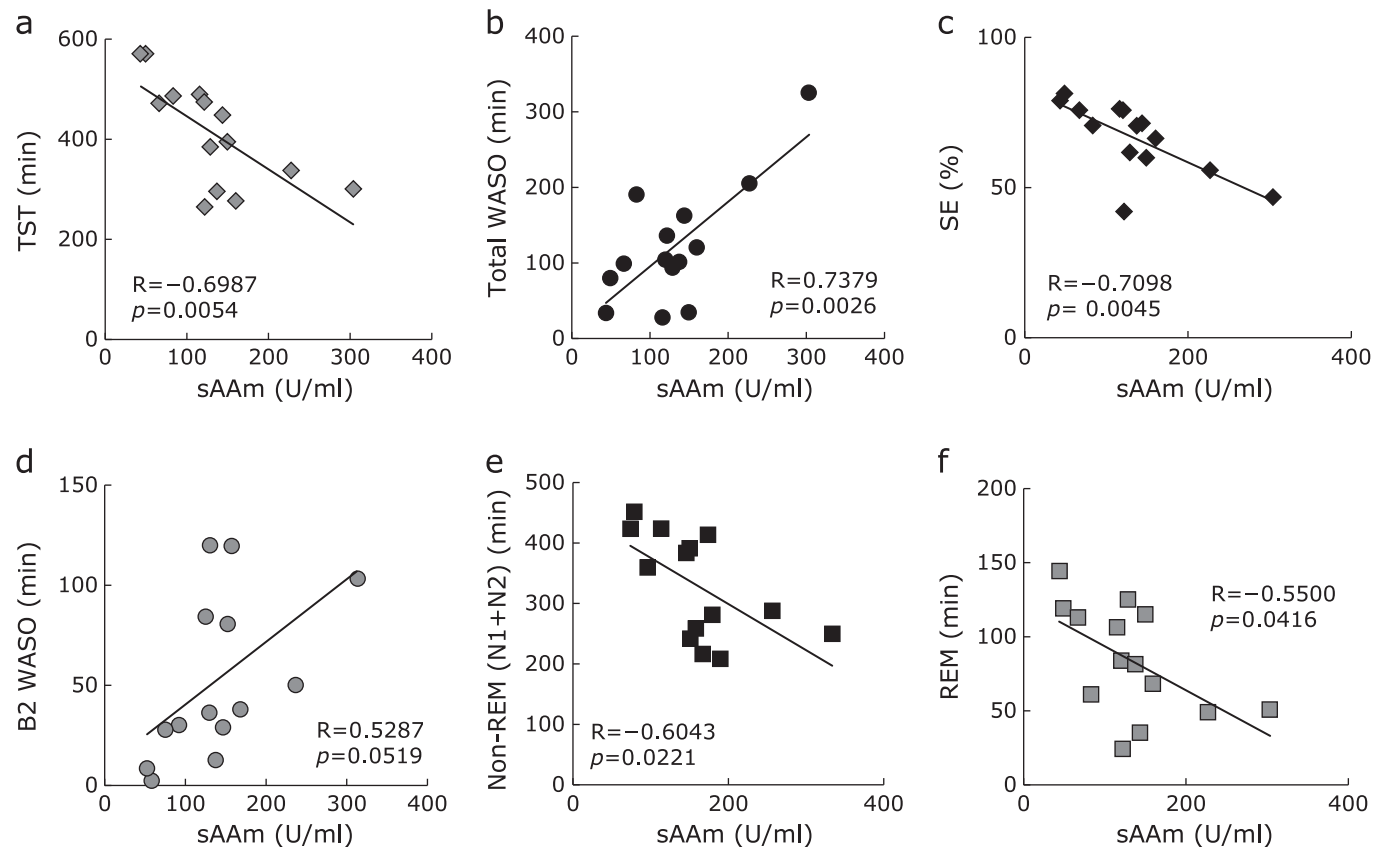 a
TST (min)
600
400
200
0
R=−0.6987
p=0.0054
0 100 200 300 400
sAAm (U/ml)
b
Total WASO (min)
400
300
200
100
0
R=0.7379
p=0.0026
0 100 200 300 400
sAAm (U/ml)
c
SE (%)
100
50
0
R=−0.7098
p= 0.0045
0 200 400
sAAm (U/ml)
d
B2 WASO (min)
150
100
50
0
R=0.5287
p=0.0519
0 100 200 300 400
sAAm (U/ml)
e
Non-REM (N1+N2) (min)
500
400
300
200
100
0
R=−0.6043
p=0.0221
0 200 400
sAAm (U/ml)
f
REM (min)
200
150
100
50
0
R=−0.5500
p=0.0416
0 200 400
sAAm (U/ml)